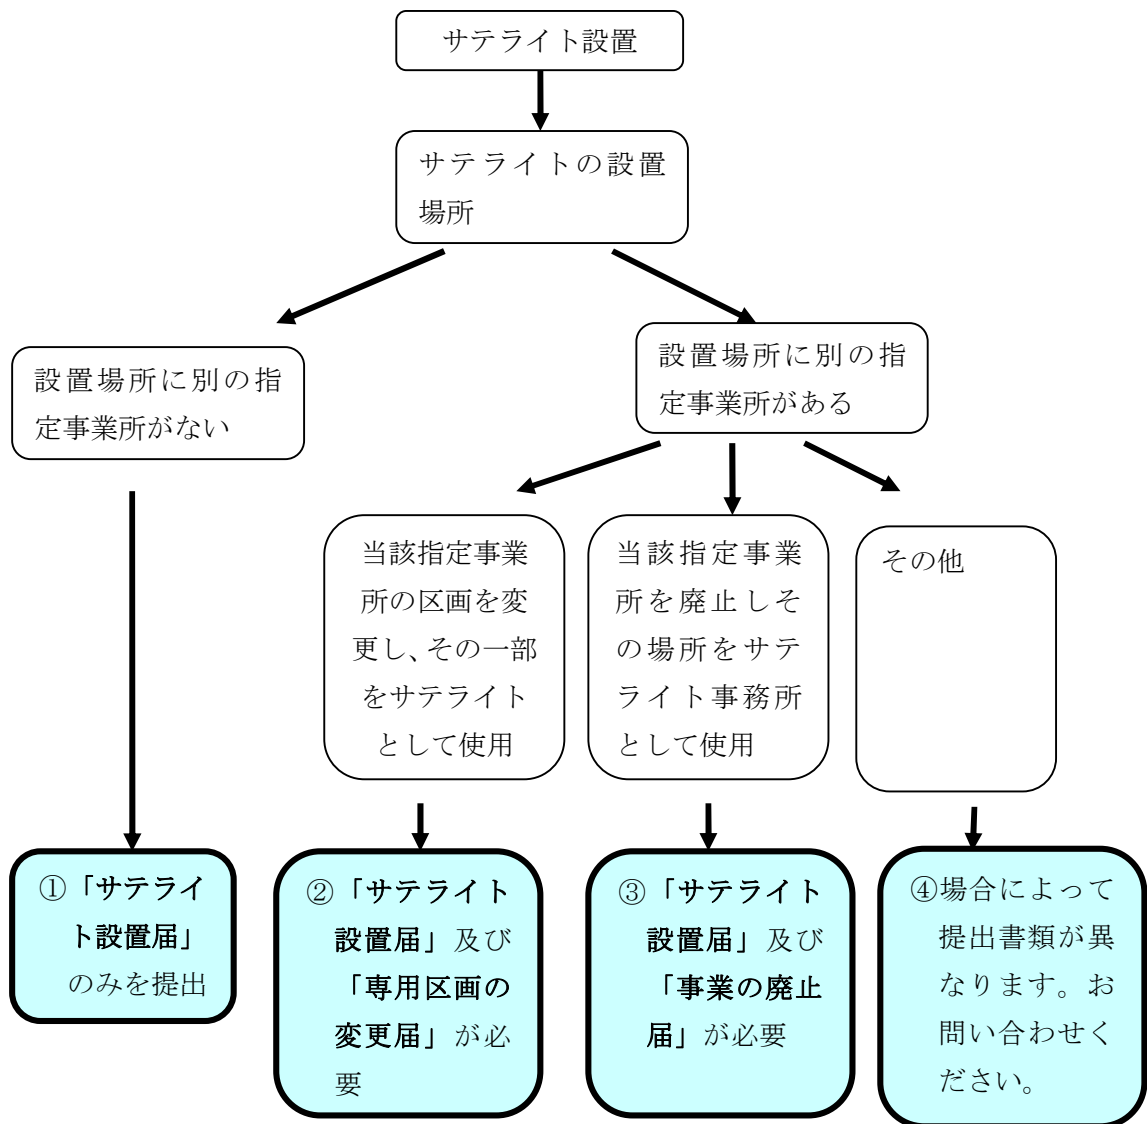 サテライト設置
サテライトの設置
場所
設置場所に別の指
定事業所がない
設置場所に別の指
定事業所がある
当該指定事業
所の区画を変
更し、その一部
をサテライト
として使用
当該指定事業
所を廃止しそ
の場所をサテ
ライト事務所
として使用
その他
①「サテライ
ト設置届」
のみを提出
②「サテライト
設置届」及び
「専用区画の
変更届」が必
要
③「サテライト
設置届」及び
「事業の廃止
届」が必要
④場合によって
提出書類が異
なります。お
問い合わせく
ださい。